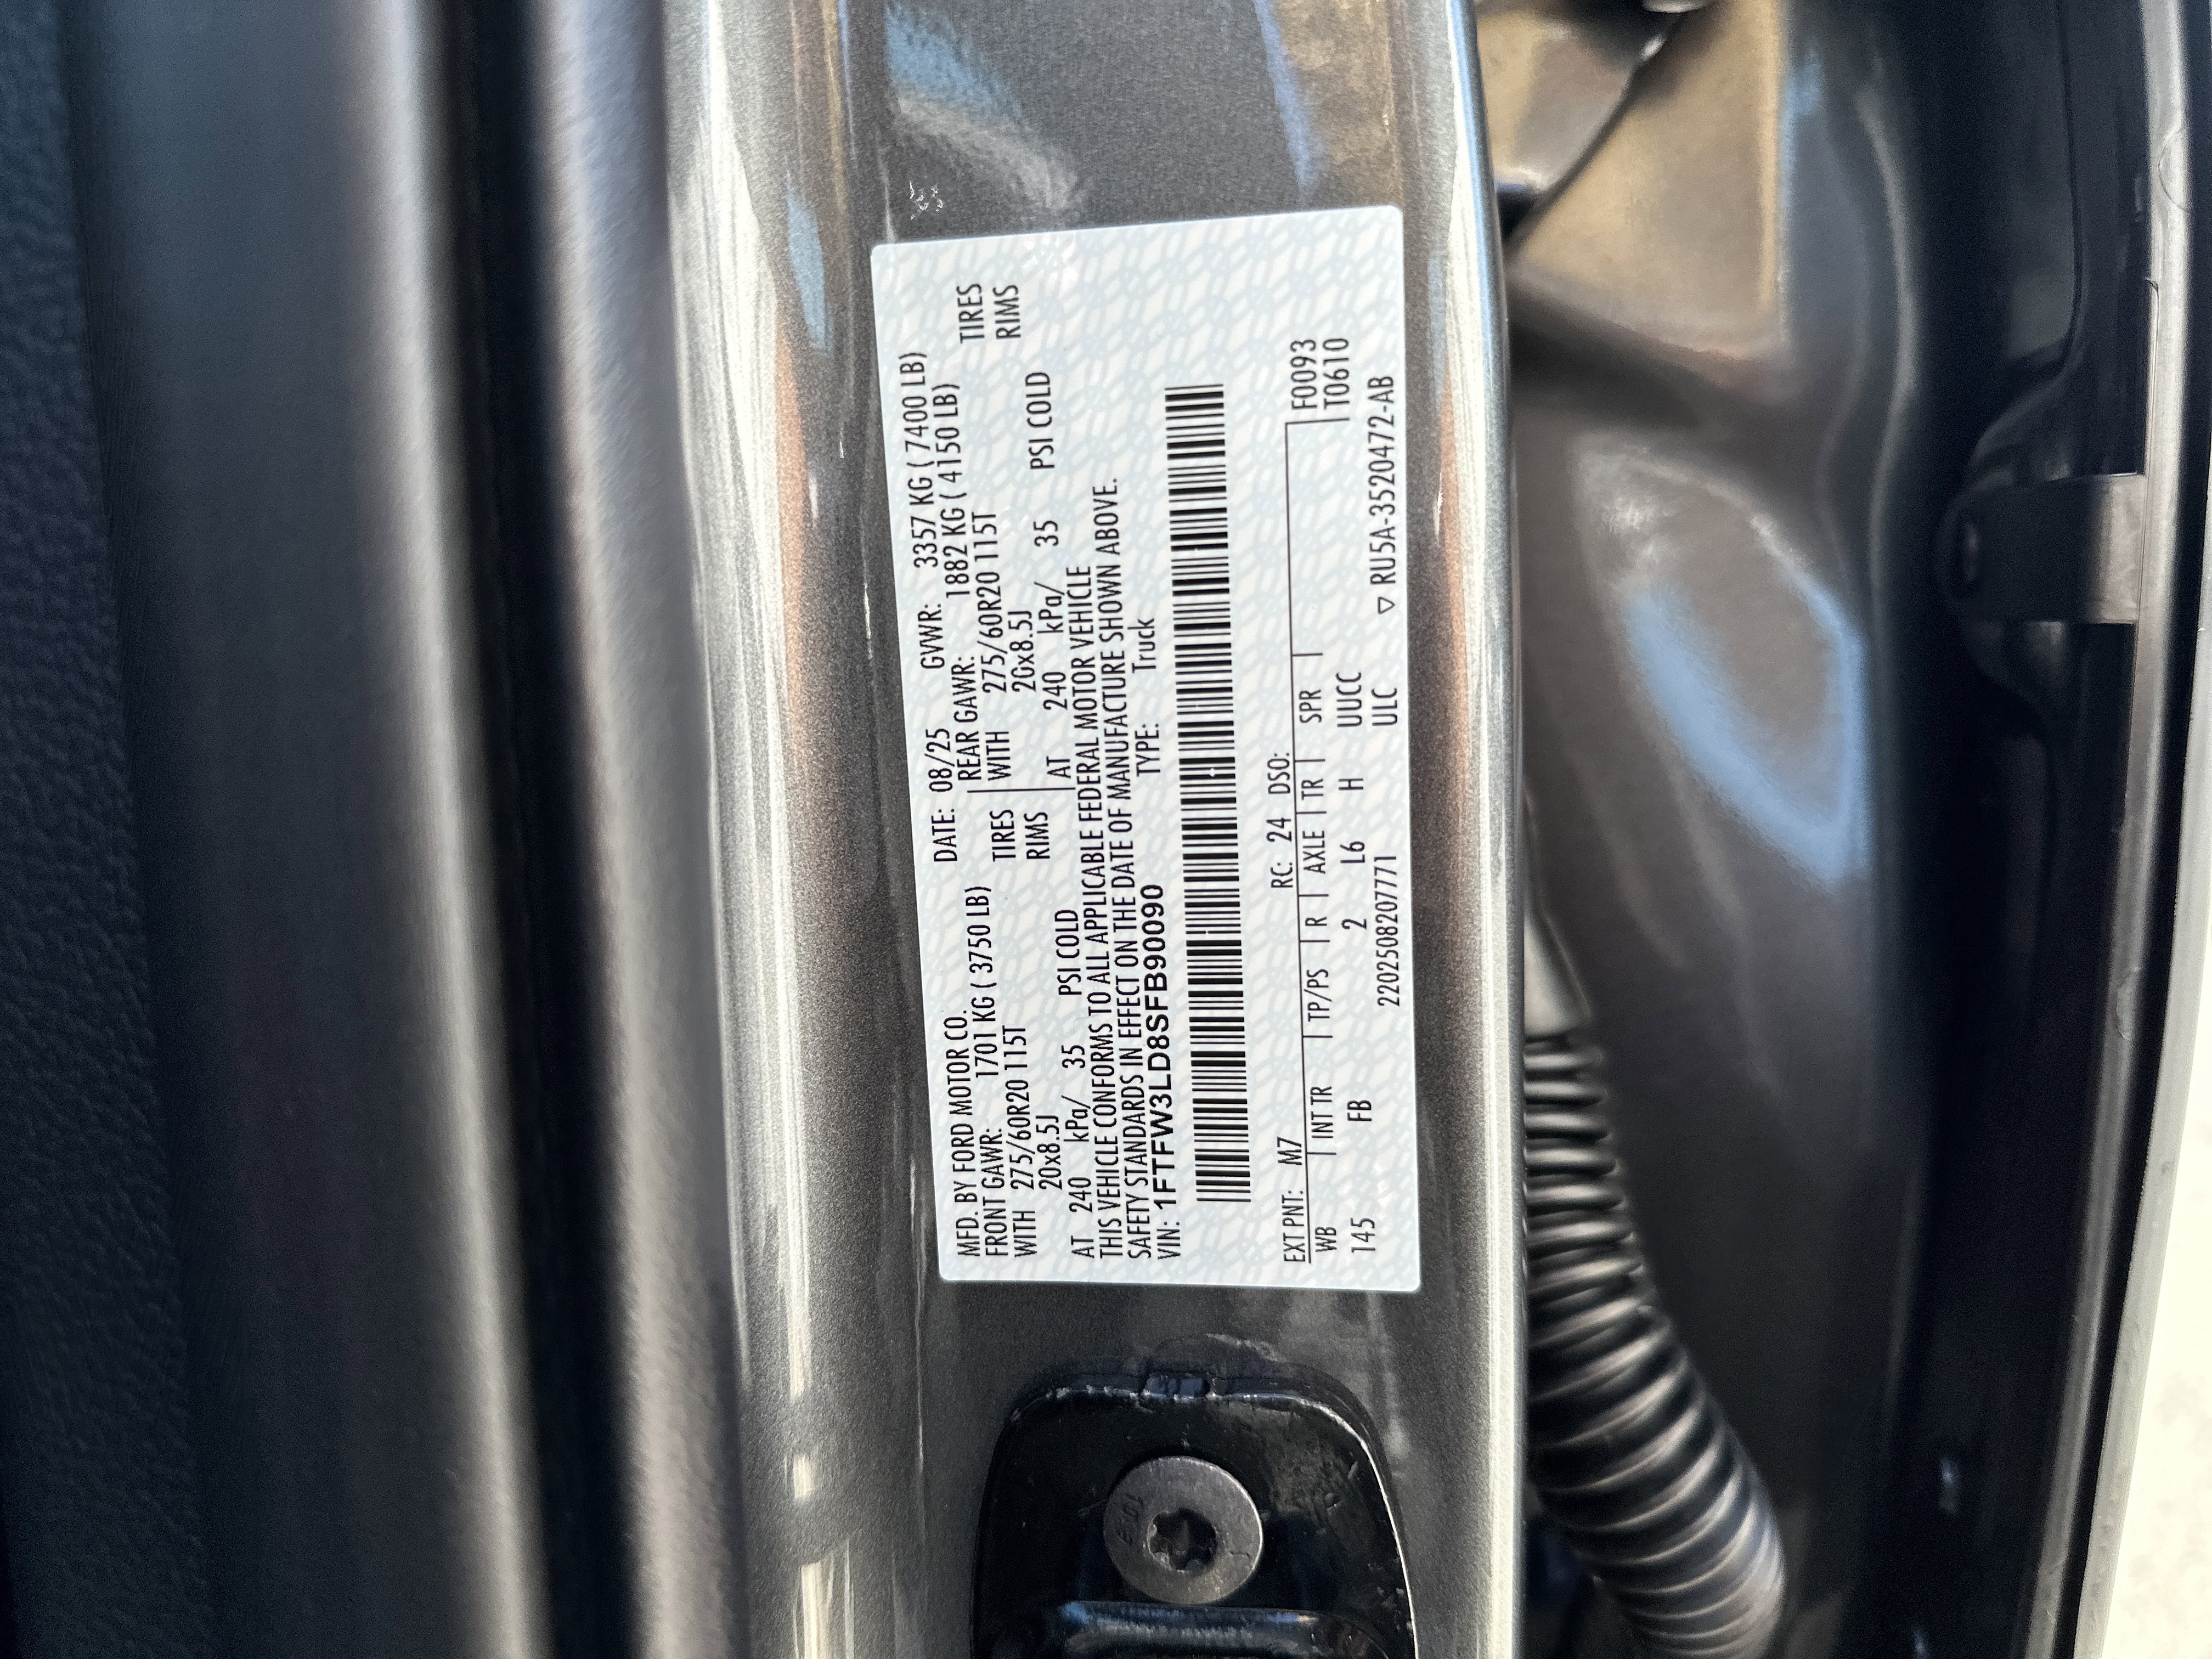 MFD. BY FORD MOTOR CO. DATE: 08/25 GVWR: 3357 KG ( 7400 LB)
FRONT GAWR: 1701 KG ( 3750 LB) REAR GAWR: 1882 KG ( 4150 LB)
WITH 275/60R20 115T TIRES WITH 275/60R20 115T TIRES
20x8.5J RIMS 20x8.5J RIMS
AT 240 kPa/ 35 PSI COLD AT 240 kPa/ 35 PSI COLD
THIS VEHICLE CONFORMS TO ALL APPLICABLE FEDERAL MOTOR VEHICLE
SAFETY STANDARDS IN EFFECT ON THE DATE OF MANUFACTURE SHOWN ABOVE.
VIN: 1FTFW3LD8SFB90090 TYPE: Truck
EXT PNT: M7 RC: 24 DSO: F0093
WB | INT TR | TP/PS | R | AXLE | TR | SPR | T0610
145 FB 2 L6 H UUCC
2202508207771 ULC ▽ RU5A-3520472-AB